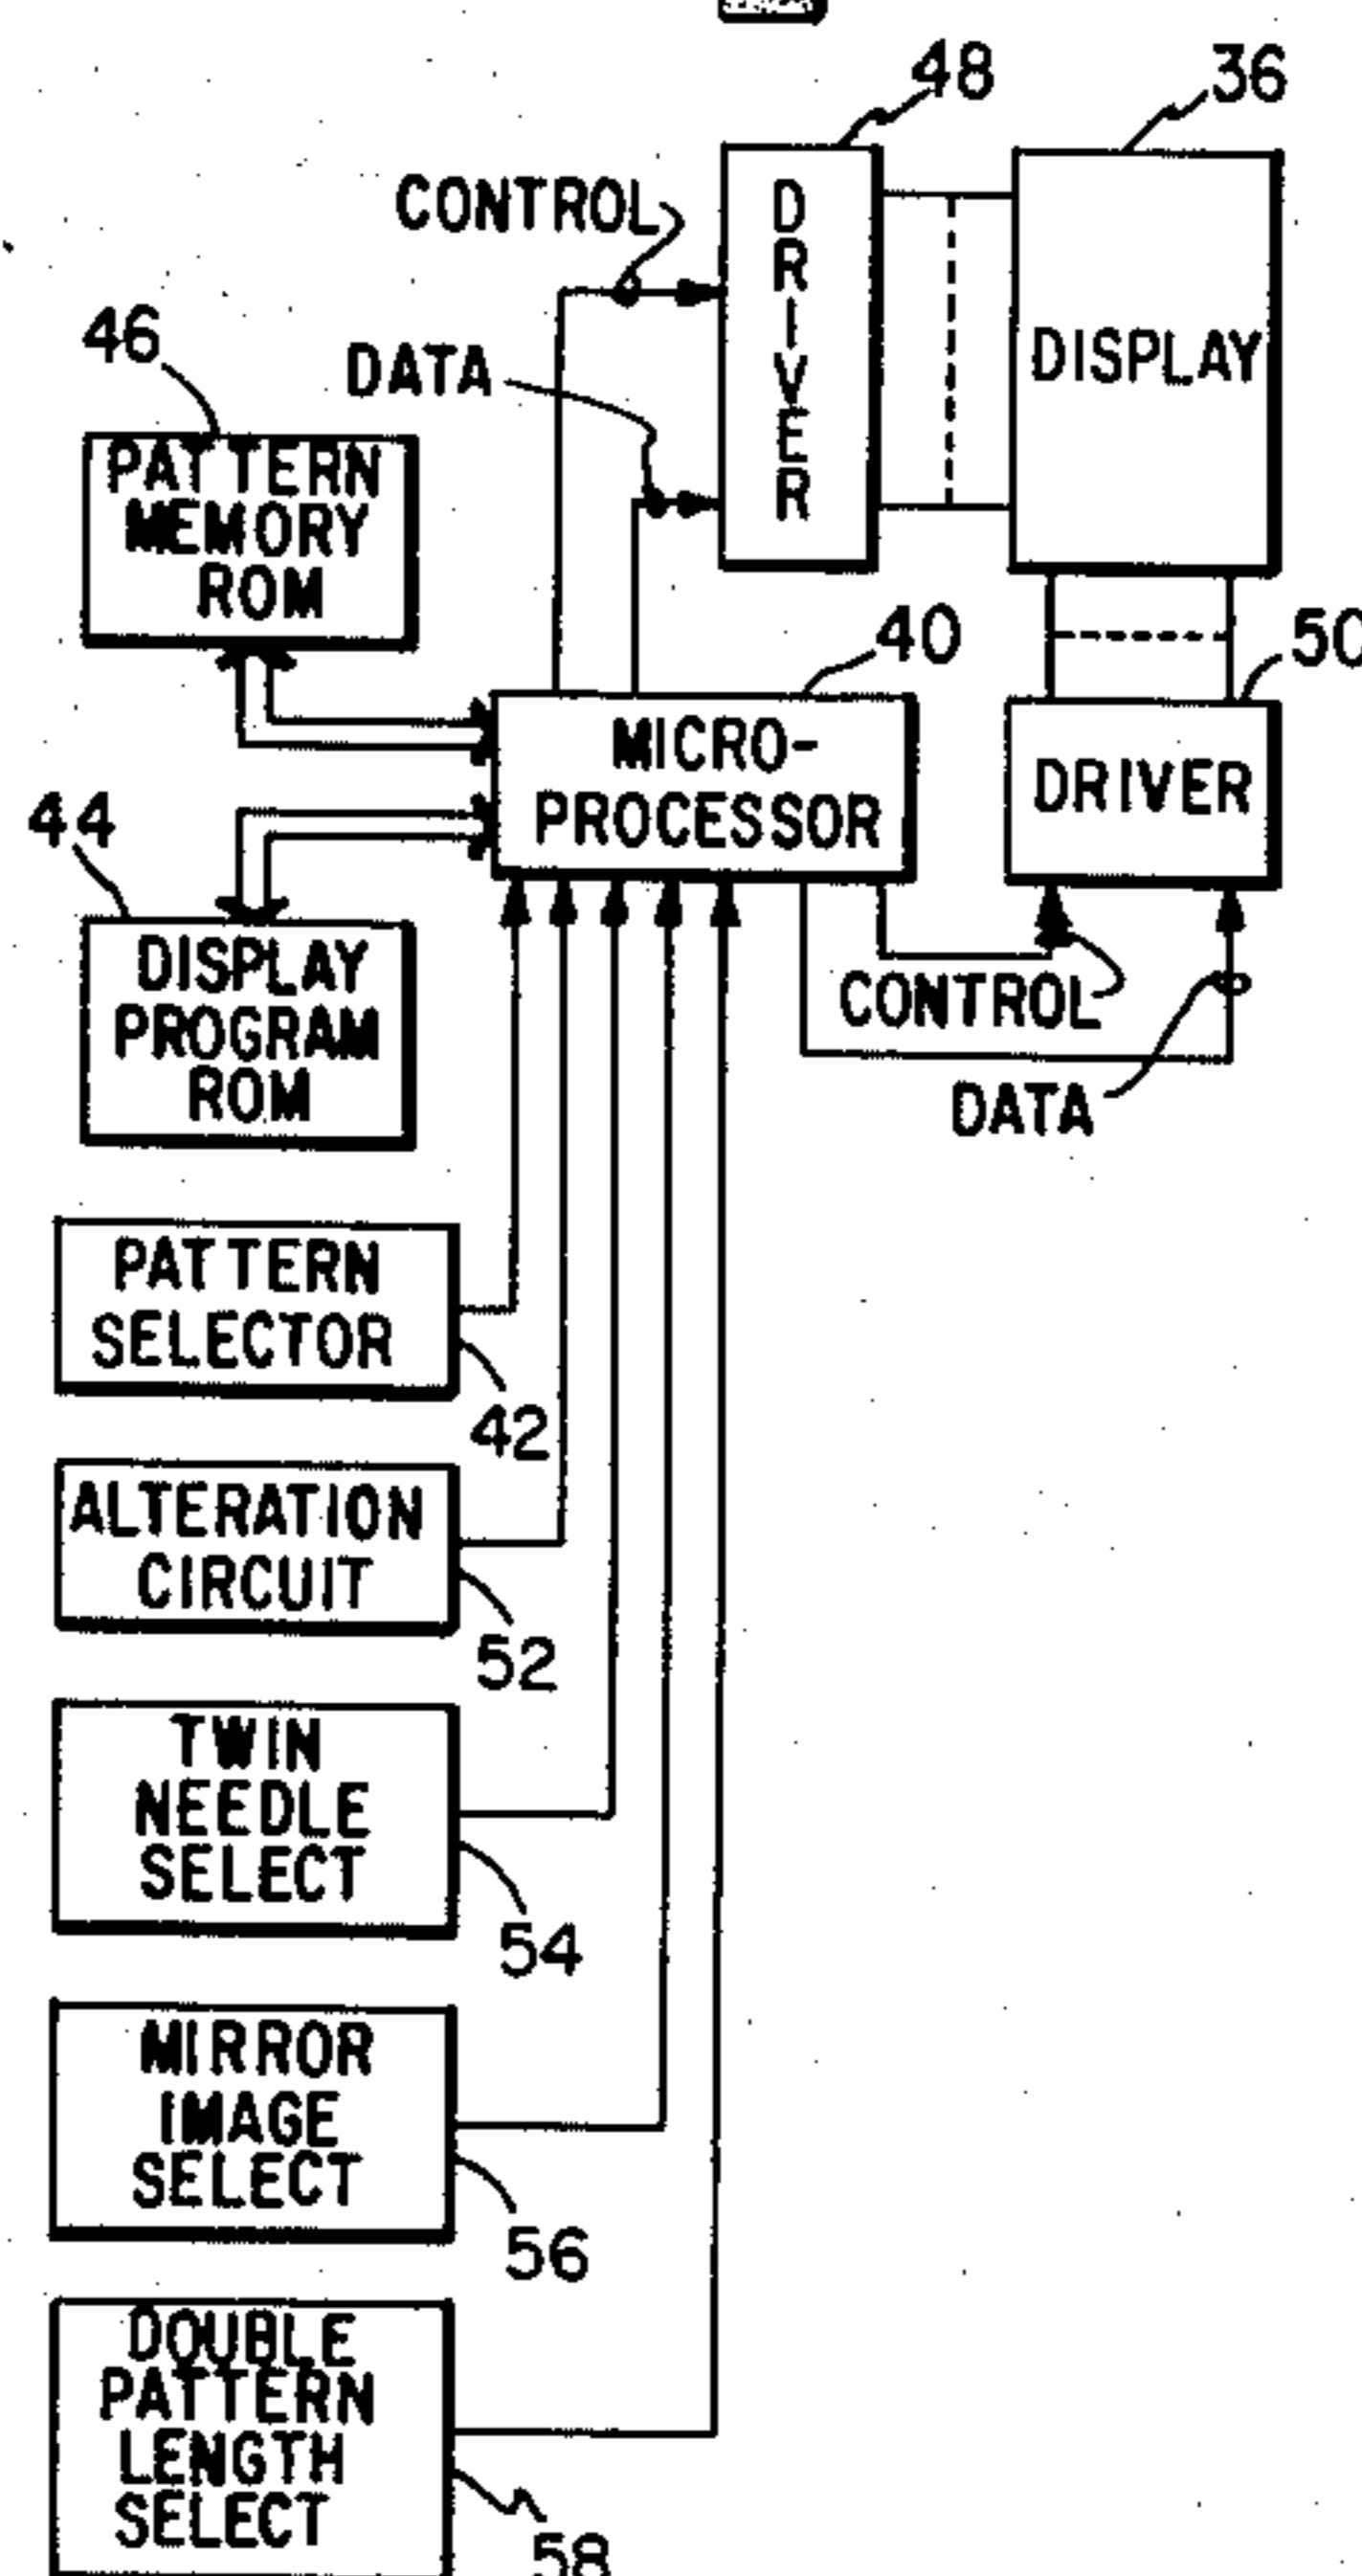 48
36
CONTROL
D
R
I
V
E
R
DISPLAY
46
DATA
PATTERN
MEMORY
ROM
40
50
MICRO-
PROCESSOR
DRIVER
44
DISPLAY
PROGRAM
ROM
CONTROL
DATA
PATTERN
SELECTOR
42
ALTERATION
CIRCUIT
52
TWIN
NEEDLE
SELECT
54
MIRROR
IMAGE
SELECT
56
DOUBLE
PATTERN
LENGTH
SELECT
58